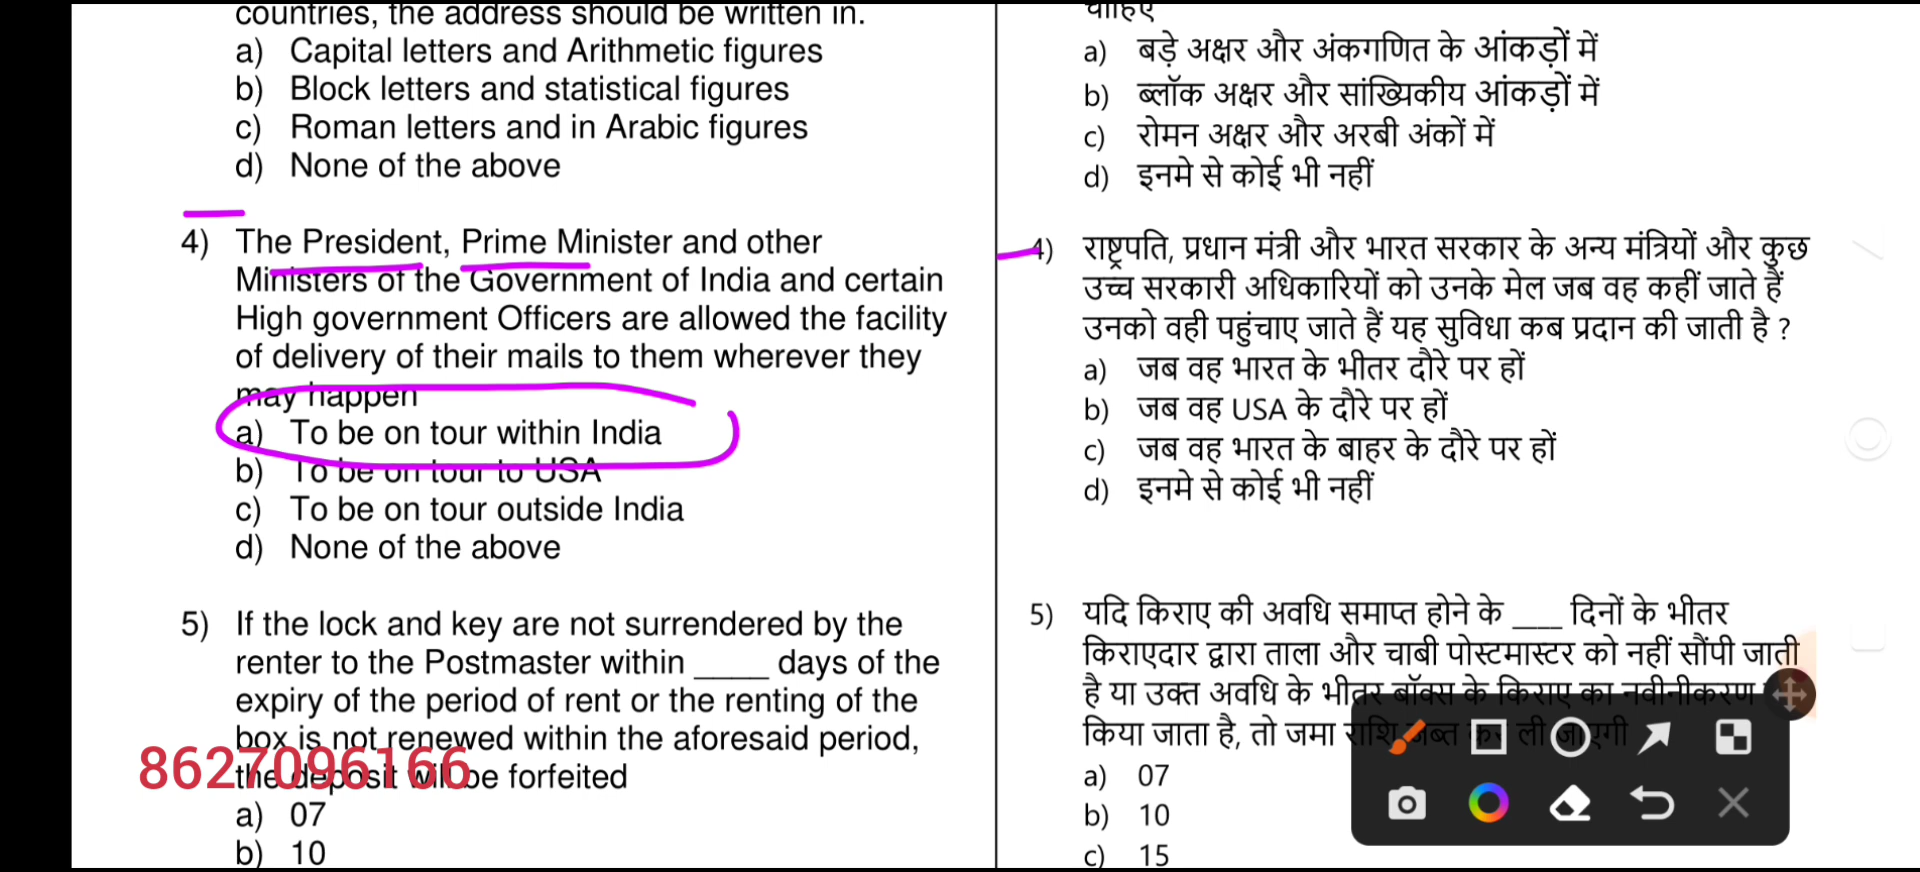 countries, the address should be written in.
a) Capital letters and Arithmetic figures
b) Block letters and statistical figures
c) Roman letters and in Arabic figures
d) None of the above
4) The President, Prime Minister and other
Ministers of the Government of India and certain
High government Officers are allowed the facility
of delivery of their mails to them wherever they
may happen
a) To be on tour within India
b) To be on tour to USA
c) To be on tour outside India
d) None of the above
5) If the lock and key are not surrendered by the
renter to the Postmaster within ____ days of the
expiry of the period of rent or the renting of the
box is not renewed within the aforesaid period,
the deposit will be forfeited
8627096166
a) 07
b) 10
चाहिए
a) बड़े अक्षर और अंकगणित के आंकड़ों में
b) ब्लॉक अक्षर और सांख्यिकीय आंकड़ों में
c) रोमन अक्षर और अरबी अंकों में
d) इनमे से कोई भी नहीं
4) राष्ट्रपति, प्रधान मंत्री और भारत सरकार के अन्य मंत्रियों और कुछ
उच्च सरकारी अधिकारियों को उनके मेल जब वह कहीं जाते हैं
उनको वही पहुंचाए जाते हैं यह सुविधा कब प्रदान की जाती है ?
a) जब वह भारत के भीतर दौरे पर हों
b) जब वह USA के दौरे पर हों
c) जब वह भारत के बाहर के दौरे पर हों
d) इनमे से कोई भी नहीं
5) यदि किराए की अवधि समाप्त होने के ____ दिनों के भीतर
किराएदार द्वारा ताला और चाबी पोस्टमास्टर को नहीं सौंपी जाती
है या उक्त अवधि के भीतर बॉक्स के किराए का नवीनीकरण
किया जाता है, तो जमा राशि जब्त कर ली जाएगी
a) 07
b) 10
c) 15